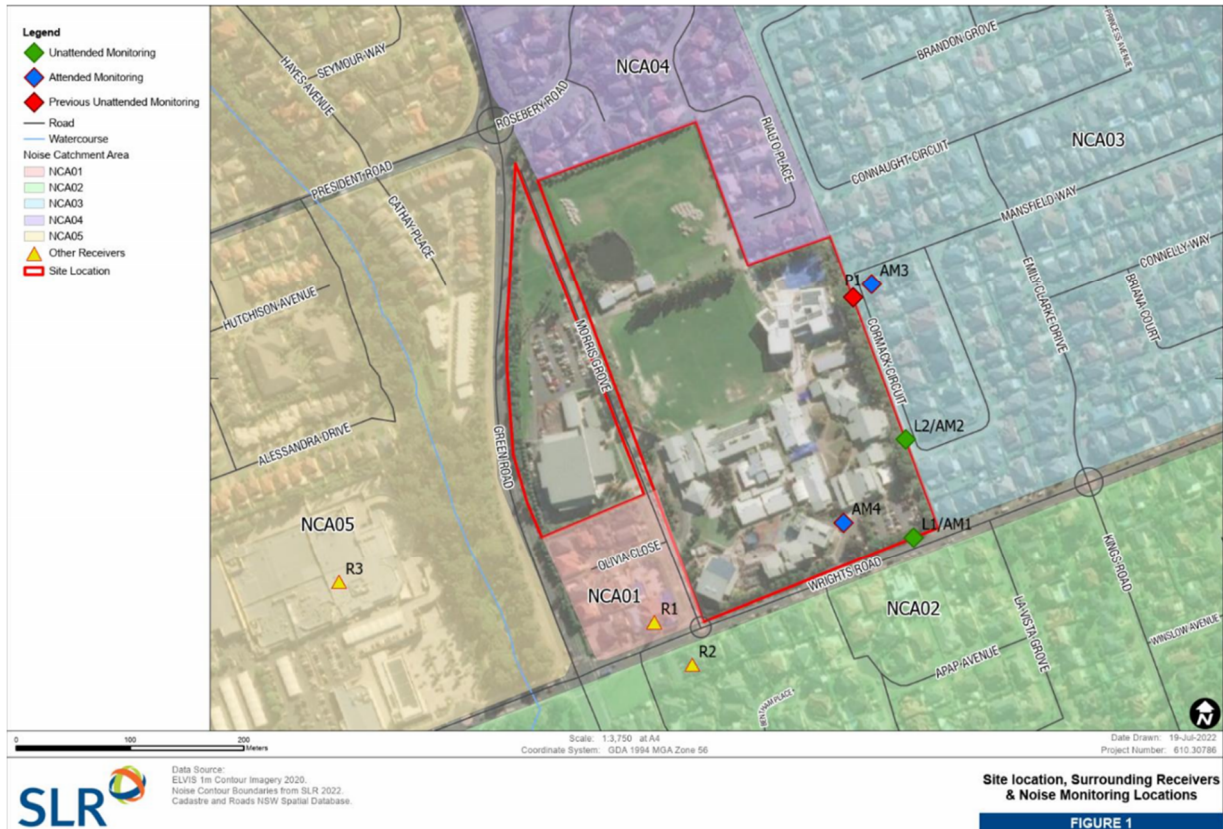 Legend
Unattended Monitoring
Attended Monitoring
Previous Unattended Monitoring
Road
Watercourse
Noise Catchment Area
NCA01
NCA02
NCA03
NCA04
NCA05
Other Receivers
Site Location
SEYMOUR WAY
HAYES AVENUE
NCA04
ROSEBERY ROAD
RIALTO PLACE
BRANDON GROVE
PRINCESS AVENUE
NCA03
CONNAUGHT CIRCUIT
PRESIDENT ROAD
CATHAY PLACE
MANSFIELD WAY
CONNELLY WAY
EMILY CLARKE DRIVE
BRIANA COURT
HUTCHISON AVENUE
P1
AM3
CORMACK CIRCUIT
MORRIS GROVE
ALESSANDRA DRIVE
GREEN ROAD
L2/AM2
NCA05
AM4
L1/AM1
R3
OLIVIA CLOSE
WRIGHTS ROAD
NCA01
R1
NCA02
KINGS ROAD
LA VISTA GROVE
WINSLOW AVENUE
R2
APAP AVENUE
PLACE
N
0 100 200
Meters
Scale: 1:3,750 at A4
Coordinate System: GDA 1994 MGA Zone 56
Date Drawn: 19-Jul-2022
Project Number: 610.30786
SLR
Data Source:
ELVIS 1m Contour Imagery 2020.
Noise Contour Boundaries from SLR 2022.
Cadastre and Roads NSW Spatial Database.
Site location, Surrounding Receivers
& Noise Monitoring Locations
FIGURE 1